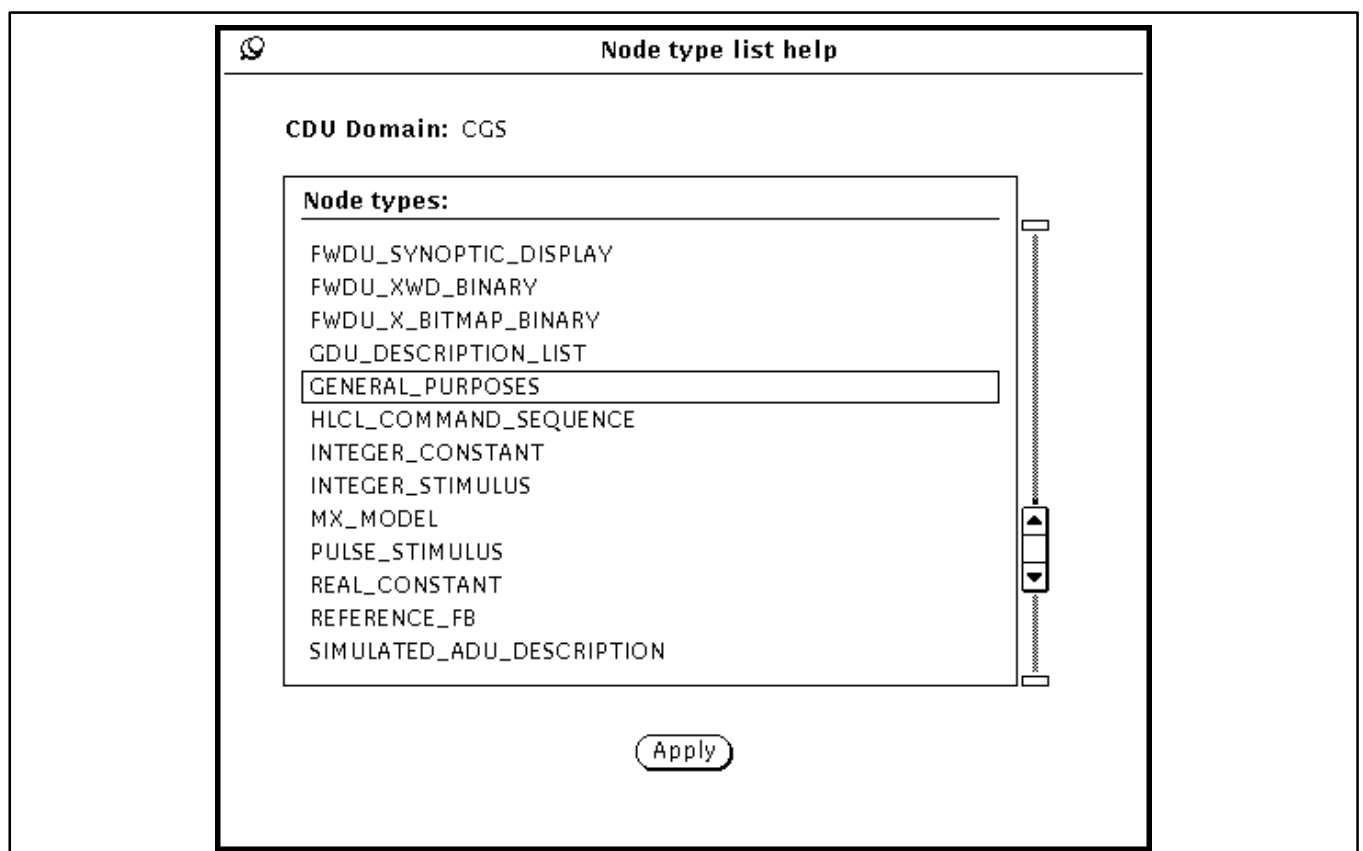 Node type list help
CDU Domain: CGS
Node types:
FWDU_SYNOPTIC_DISPLAY
FWDU_XWD_BINARY
FWDU_X_BITMAP_BINARY
GDU_DESCRIPTION_LIST
GENERAL_PURPOSES
HLCL_COMMAND_SEQUENCE
INTEGER_CONSTANT
INTEGER_STIMULUS
MX_MODEL
PULSE_STIMULUS
REAL_CONSTANT
REFERENCE_FB
SIMULATED_ADU_DESCRIPTION
Apply